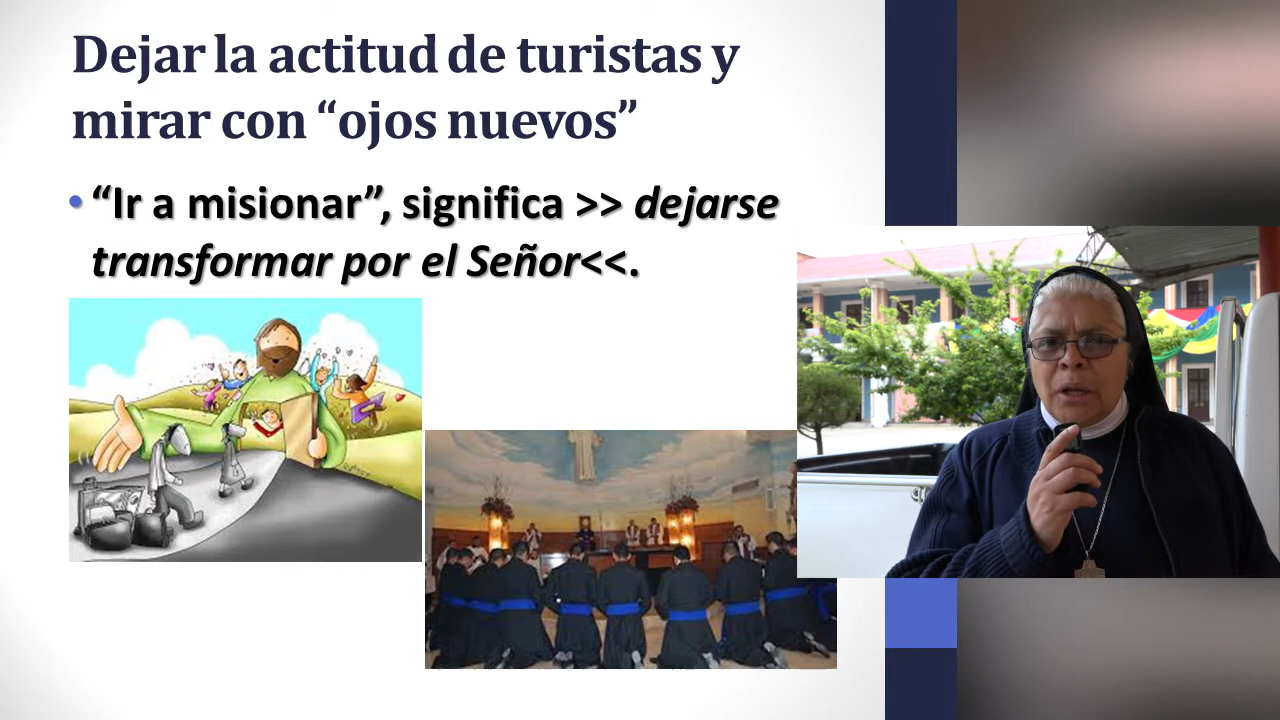 Dejar la actitud de turistas y
mirar con “ojos nuevos”
• “Ir a misionar”, significa >> dejarse
transformar por el Señor<<.